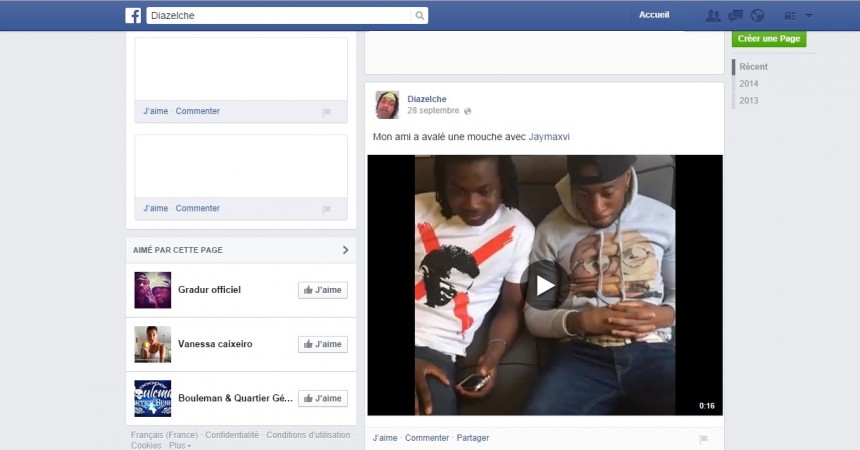 Diazelche
Accueil
Créer une Page
Récent
2014
2013
J'aime · Commenter
J'aime · Commenter
AIMÉ PAR CETTE PAGE
Gradur officiel
J'aime
Vanessa caixeiro
J'aime
Bouleman & Quartier Gé...
J'aime
Français (France) · Confidentialité · Conditions d'utilisation ·
Cookies · Plus
Diazelche
28 septembre
Mon ami a avalé une mouche avec Jaymaxvi
0:16
J'aime · Commenter · Partager